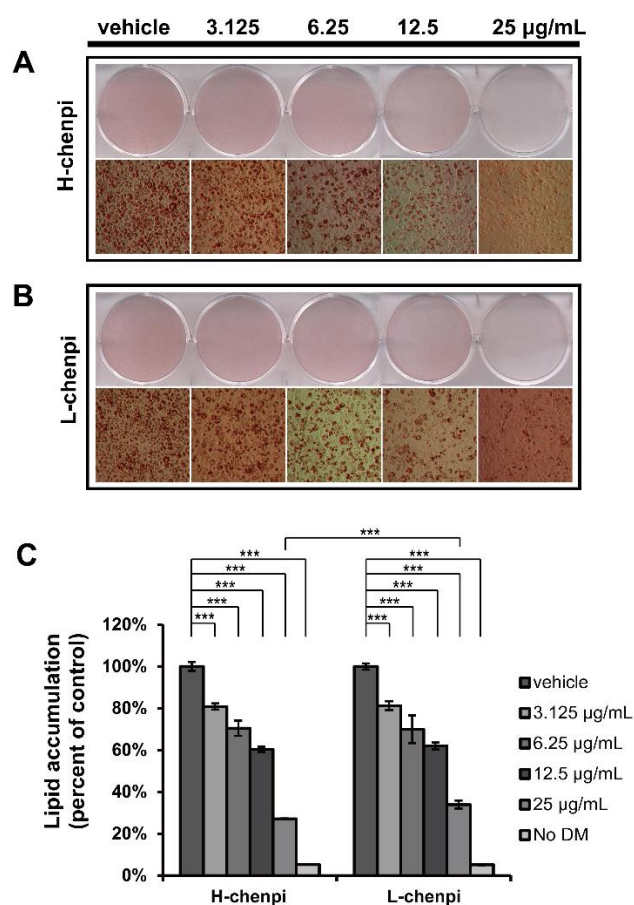 vehicle 3.125 6.25 12.5 25 µg/mL
A
H-chenpi
B
L-chenpi
C
***
*** ***
*** ***
*** ***
*** ***
*** ***
Lipid accumulation
(percent of control)
120%
100%
80%
60%
40%
20%
0%
H-chenpi L-chenpi
vehicle
3.125 µg/mL
6.25 µg/mL
12.5 µg/mL
25 µg/mL
No DM